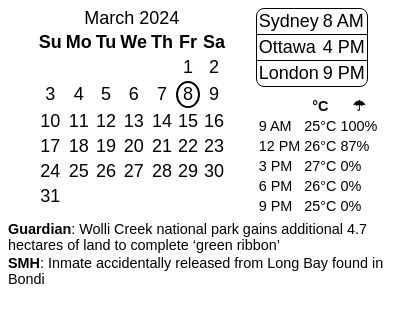 March 2024
Su Mo Tu We Th Fr Sa
1 2
3 4 5 6 7 8 9
10 11 12 13 14 15 16
17 18 19 20 21 22 23
24 25 26 27 28 29 30
31
Sydney 8 AM
Ottawa 4 PM
London 9 PM
°C ☂
9 AM 25°C 100%
12 PM 26°C 87%
3 PM 27°C 0%
6 PM 26°C 0%
9 PM 25°C 0%
Guardian: Wolli Creek national park gains additional 4.7
hectares of land to complete ‘green ribbon’
SMH: Inmate accidentally released from Long Bay found in
Bondi